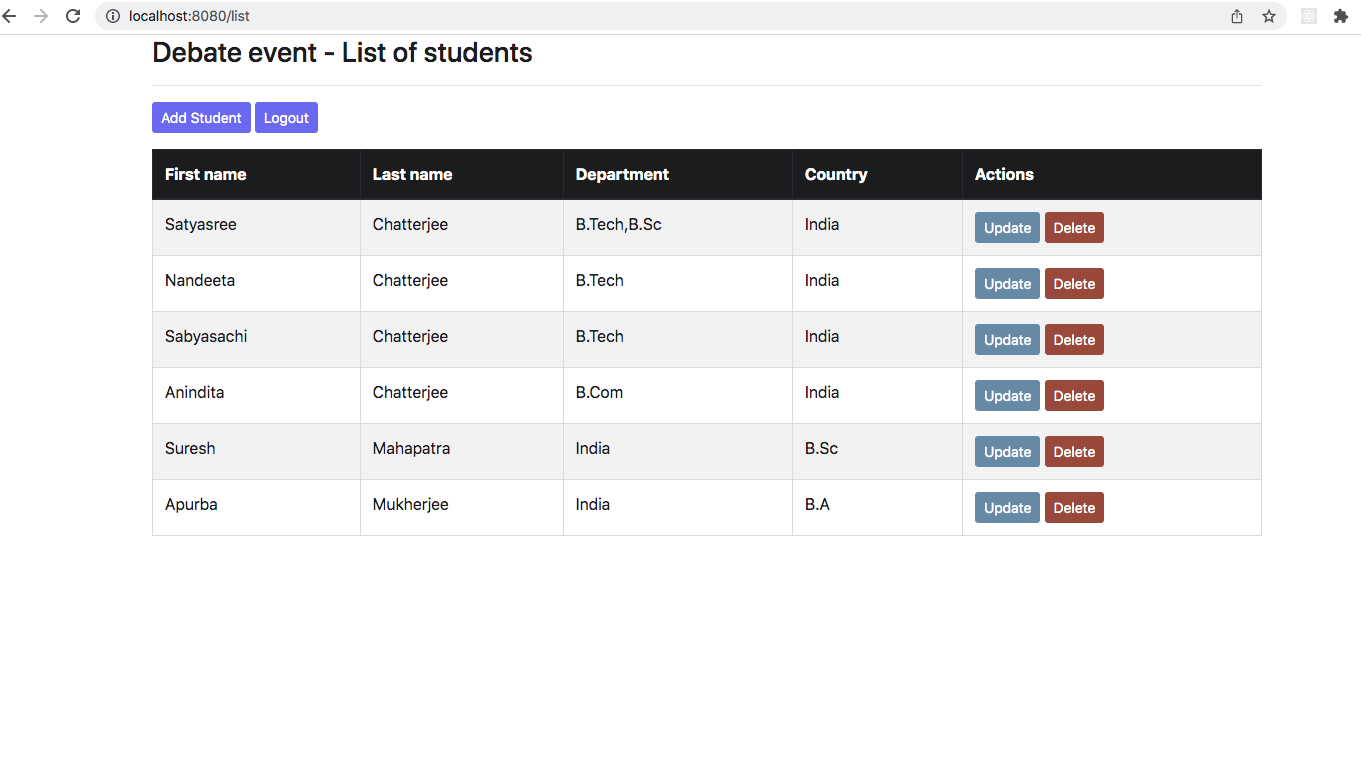 localhost:8080/list
Debate event - List of students
Add Student Logout
First name Last name Department Country Actions
Satyasree Chatterjee B.Tech,B.Sc India Update Delete
Nandeeta Chatterjee B.Tech India Update Delete
Sabyasachi Chatterjee B.Tech India Update Delete
Anindita Chatterjee B.Com India Update Delete
Suresh Mahapatra India B.Sc Update Delete
Apurba Mukherjee India B.A Update Delete